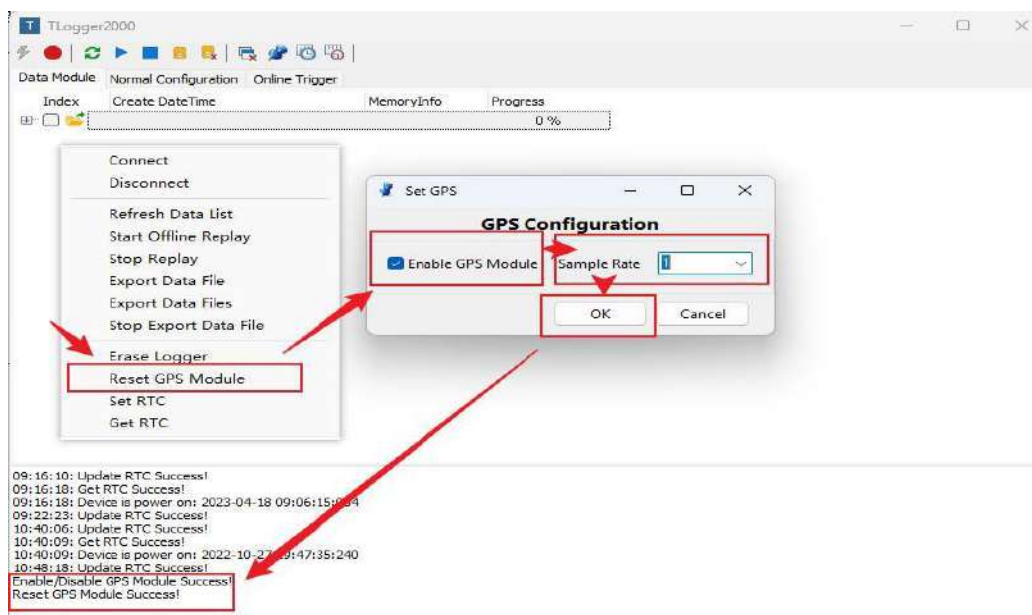 TLogger2000
Data Module Normal Configuration Online Trigger
Index Create DateTime MemoryInfo Progress
0 %
Connect
Disconnect
Refresh Data List
Start Offline Replay
Stop Replay
Export Data File
Export Data Files
Stop Export Data File
Erase Logger
Reset GPS Module
Set RTC
Get RTC
Set GPS
GPS Configuration
Enable GPS Module Sample Rate 1
OK Cancel
09:16:10: Update RTC Success!
09:16:18: Get RTC Success!
09:16:18: Device is power on: 2023-04-18
09:22:23: Update RTC Success!
10:40:06: Update RTC Success!
10:40:09: Get RTC Success!
10:40:09: Device is power on:
10:48:18: Update RTC Success!
Enable/Disable GPS Module Success!
Reset GPS Module Success!